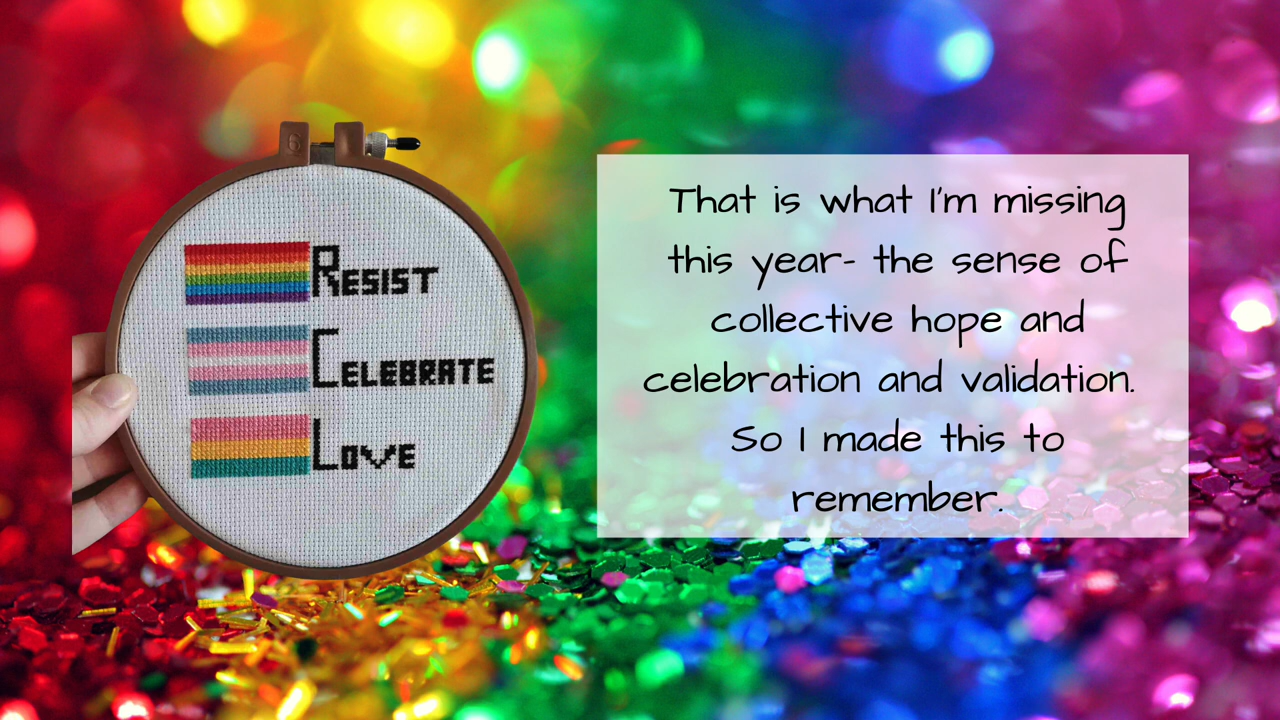 6
RESIST
CELEBRATE
LOVE
That is what I'm missing
this year- the sense of
collective hope and
celebration and validation.
So I made this to
remember.